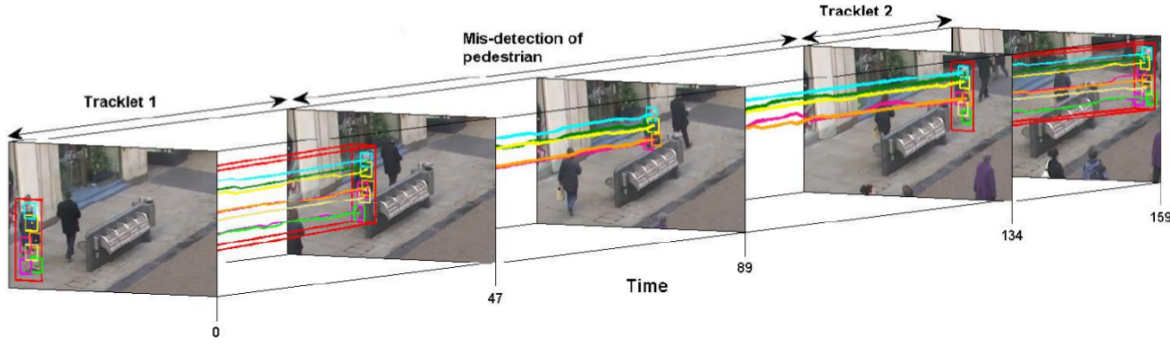 Tracklet 2
Mis-detection of
pedestrian
Tracklet 1
Time
0
47
89
134
159